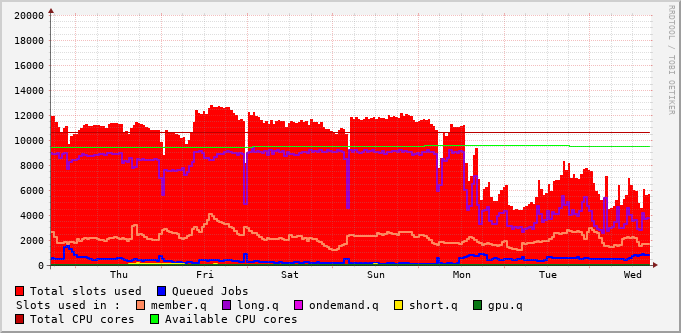 RRDTOOL / TOBI OETIKER
20000
18000
16000
14000
12000
10000
8000
6000
4000
2000
0
Thu Fri Sat Sun Mon Tue Wed
Total slots used Queued Jobs
Slots used in : member.q long.q ondemand.q short.q gpu.q
Total CPU cores Available CPU cores